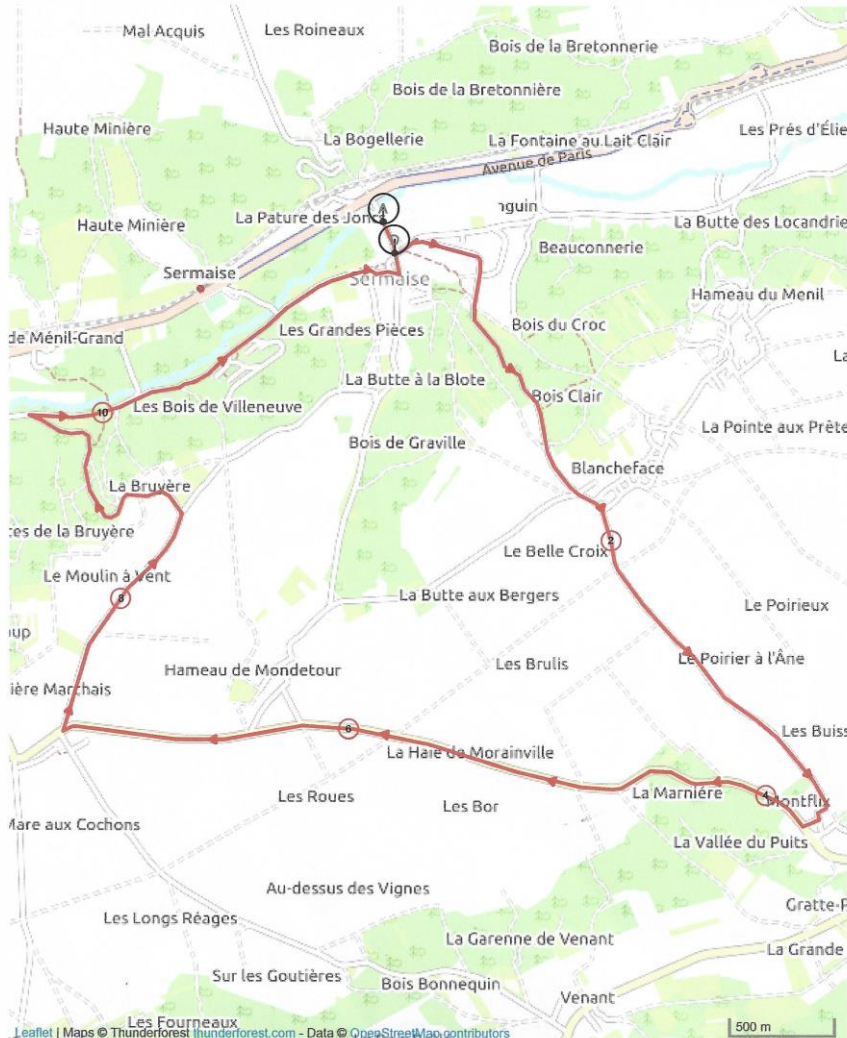 Mal Acquis
Les Roineaux
Bois de la Bretonnerie
Bois de la Bretonnière
Haute Minière
La Bogellerie
La Fontaine au Lait Clair
Les Prés d'Élie
Avenue de Paris
La Pature des Joncs
Haute Minière
La Butte des Locandrie
Beauconnerie
Sermaise
Sermaise
Hameau du Menil
Les Grandes Pièces
Bois du Croc
de Ménil-Grand
La Butte à la Blote
Bois Clair
10
Les Bois de Villeneuve
La Pointe aux Prête
Bois de Graville
Blancheface
La Bruyère
tes de la Bruyère
2
Le Belle Croix
Le Moulin à Vent
8
La Butte aux Bergers
Le Poirieux
Hameau de Mondetour
Les Brulis
Le Poirier à l'Âne
ière Marchais
6
Les Buiss
La Haie de Morainville
Les Roues
Les Bor
La Marnière
4
Montflix
Mare aux Cochons
La Vallée du Puits
Au-dessus des Vignes
Gratte-P
Les Longs Réages
La Garenne de Venant
La Grande
Sur les Goutières
Bois Bonnequin
Venant
Les Fourneaux
500 m
Leaflet | Maps © Thunderforest thunderforest.com - Data © OpenStreetMap contributors